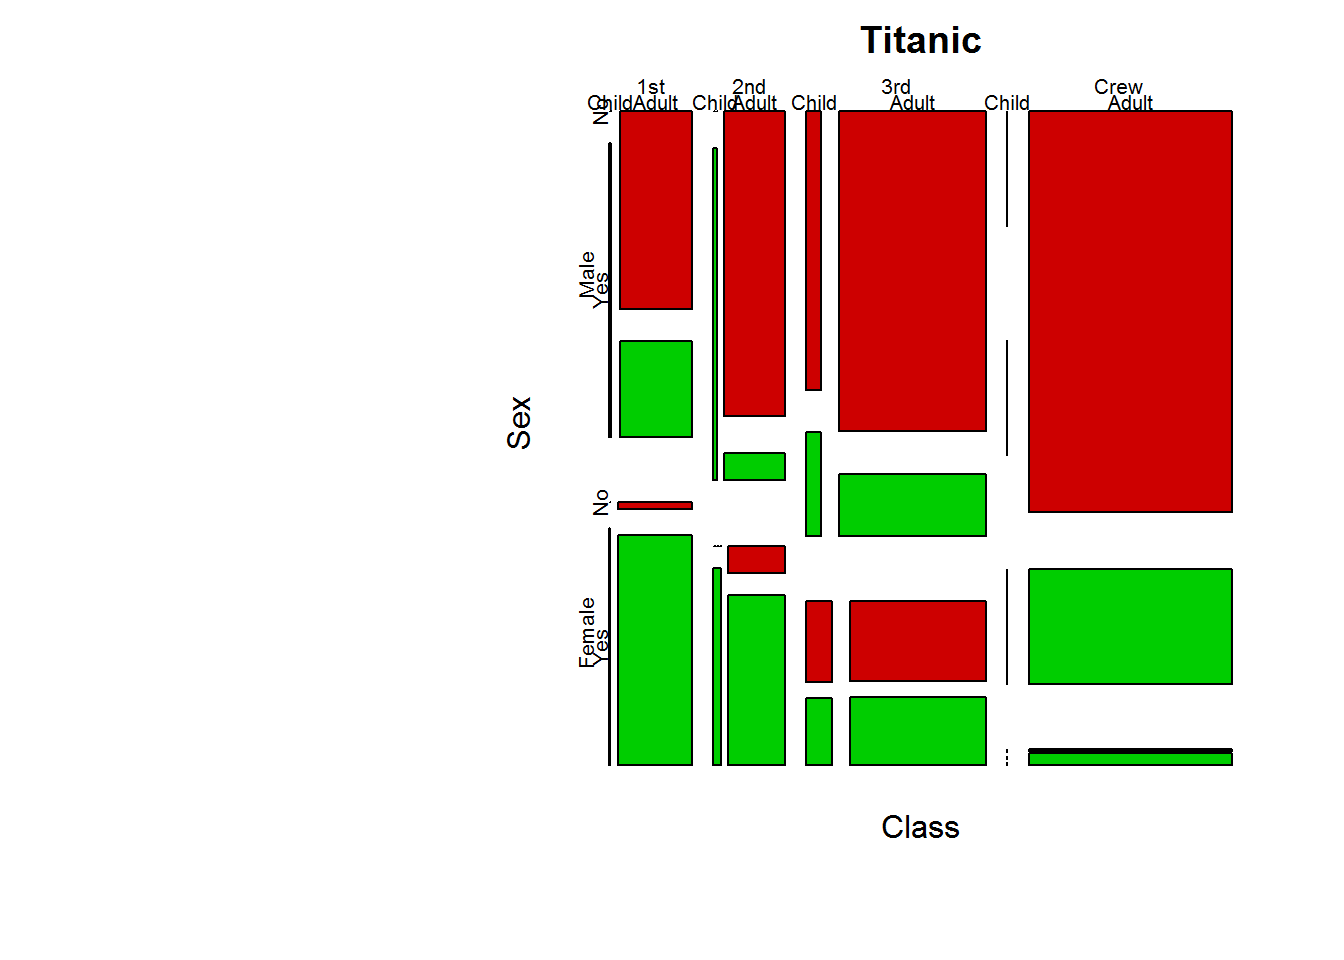 Titanic
1st 2nd 3rd Crew
Child Adult Child Adult Child Adult Child Adult
No
Male
Yes
Sex
No
Female
Yes
Class